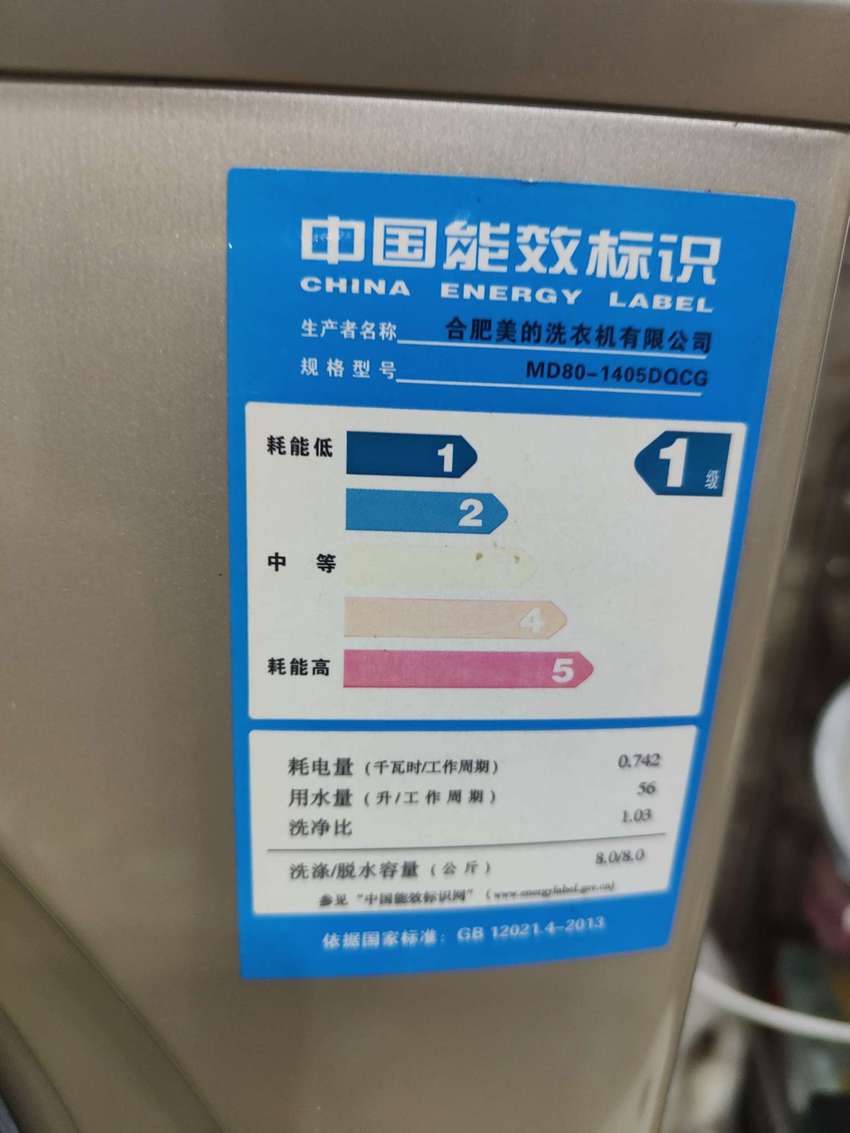 中国能效标识
CHINA ENERGY LABEL
生产者名称 合肥美的洗衣机有限公司
规格型号 MD80-1405DQCG
耗能低 1 1级
2
中等
4
耗能高 5
耗电量（千瓦时/工作周期） 0.742
用水量（升/工作周期） 56
洗净比 1.03
洗涤/脱水容量（公斤） 8.0/8.0
参见“中国能效标识网”（www.energylabel.gov.cn）
依据国家标准：GB 12021.4-2013